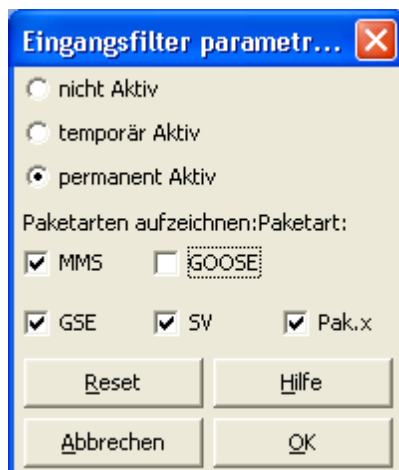 Eingangsfilter parametr...
nicht Aktiv
temporär Aktiv
permanent Aktiv
Paketarten aufzeichnen:Paketart:
MMS GOOSE
GSE SV Pak.x
Reset Hilfe
Abbrechen OK